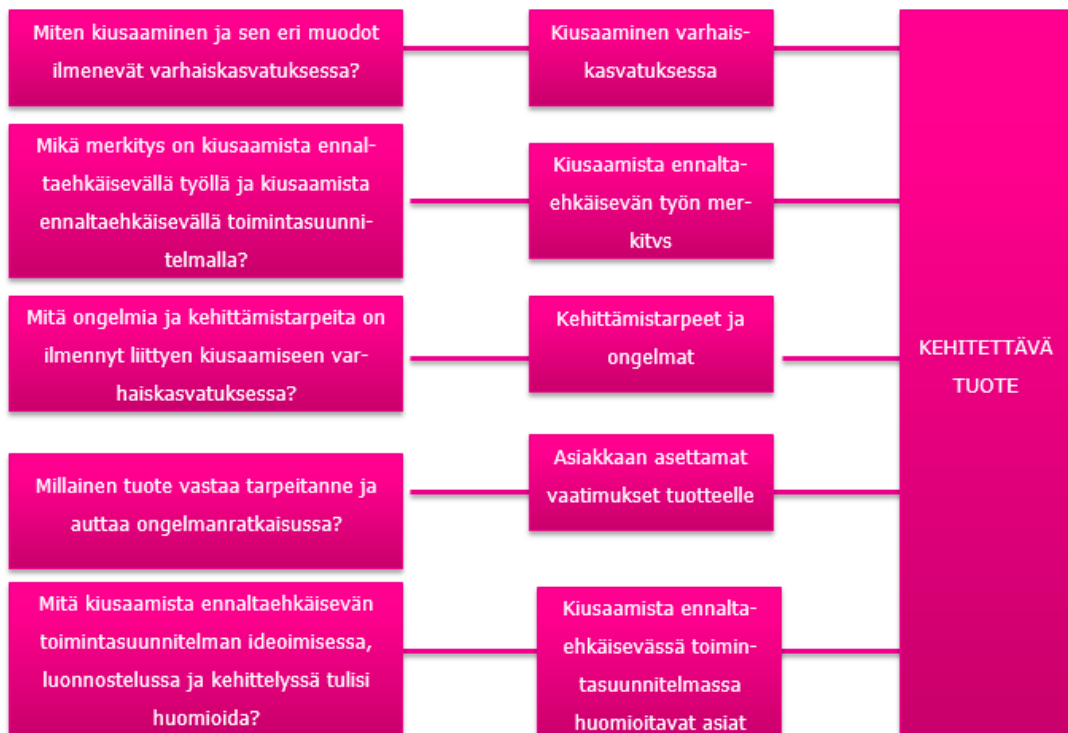 Miten kiusaaminen ja sen eri muodot
ilmenevät varhaiskasvatuksessa?
Kiusaaminen varhais-
kasvatuksessa
Mikä merkitys on kiusaamista ennal-
taehkäisevällä työllä ja kiusaamista
ennaltaehkäisevällä toimintasuunni-
telmalla?
Kiusaamista ennalta-
ehkäisevän työn mer-
kitys
Mitä ongelmia ja kehittämistarpeita on
ilmennyt liittyen kiusaamiseen var-
haiskasvatuksessa?
Kehittämistarpeet ja
ongelmat
Millainen tuote vastaa tarpeitanne ja
auttaa ongelmanratkaisussa?
Asiakkaan asettamat
vaatimukset tuotteelle
Mitä kiusaamista ennaltaehkäisevän
toimintasuunnitelman ideoimisessa,
luonnostelussa ja kehittelyssä tulisi
huomioida?
Kiusaamista ennalta-
ehkäisevässä toimin-
tasuunnitelmassa
huomioitavat asiat
KEHITETTÄVÄ
TUOTE